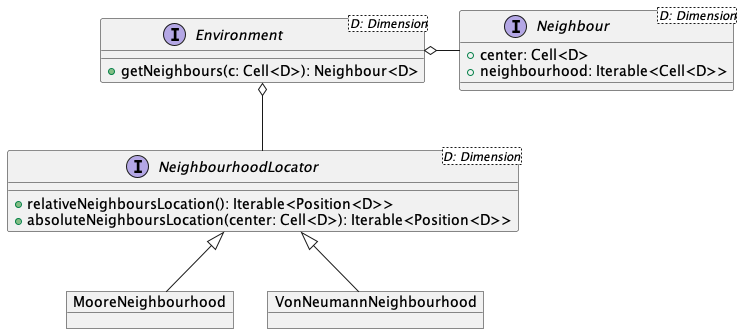 I Environment
D: Dimension
getNeighbours(c: Cell<D>): Neighbour<D>
I Neighbour
D: Dimension
center: Cell<D>
neighbourhood: Iterable<Cell<D>>
I NeighbourhoodLocator
D: Dimension
relativeNeighboursLocation(): Iterable<Position<D>>
absoluteNeighboursLocation(center: Cell<D>): Iterable<Position<D>>
MooreNeighbourhood
VonNeumannNeighbourhood